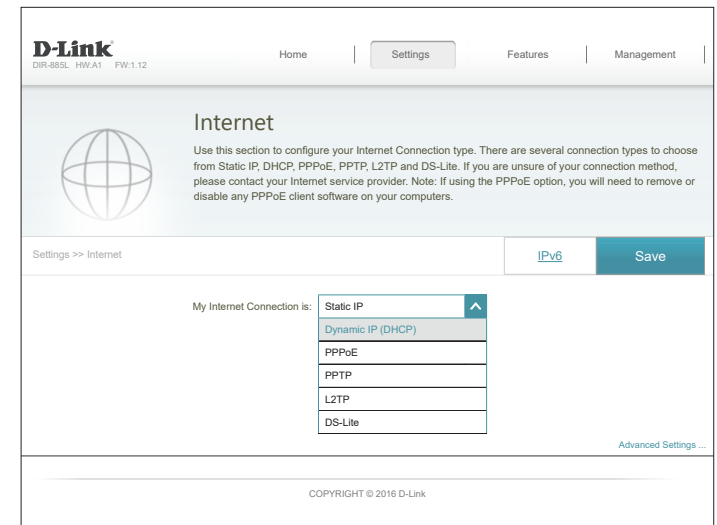 D-Link
DIR-885L HW:A1 FW:1.12
Home
Settings
Features
Management
Internet
Use this section to configure your Internet Connection type. There are several connection types to choose
from Static IP, DHCP, PPPoE, PPTP, L2TP and DS-Lite. If you are unsure of your connection method,
please contact your Internet service provider. Note: If using the PPPoE option, you will need to remove or
disable any PPPoE client software on your computers.
Settings >> Internet
IPv6
Save
My Internet Connection is: Static IP
Dynamic IP (DHCP)
PPPoE
PPTP
L2TP
DS-Lite
Advanced Settings ...
COPYRIGHT © 2016 D-Link